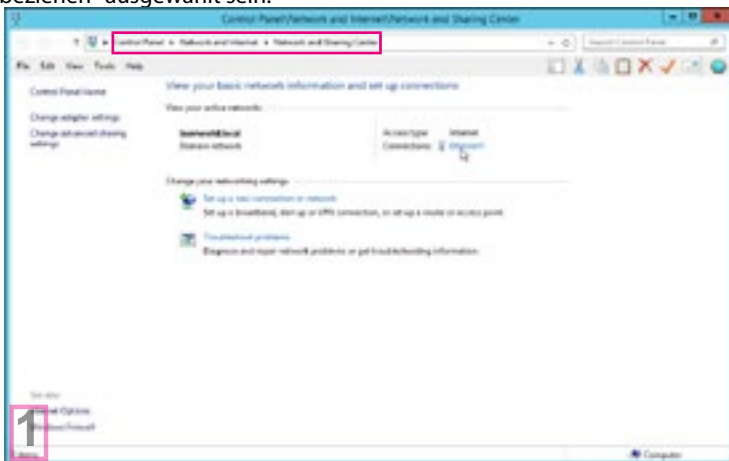 beziehen" ausgewählt sein.
Control Panel\Network and Internet\Network and Sharing Center
Control Panel ▸ Network and Internet ▸ Network and Sharing Center
Search Control Panel
File Edit View Tools Help
Control Panel Home
Change adapter settings
Change advanced sharing
settings
View your basic network information and set up connections
View your active networks
Domain network
Access type: Internet
Connections: Ethernet
Change your networking settings
Set up a new connection or network
Set up a broadband, dial-up or VPN connection, or set up a router or access point.
Troubleshoot problems
Diagnose and repair network problems or get troubleshooting information.
See also
Internet Options
Windows Firewall
1
Computer